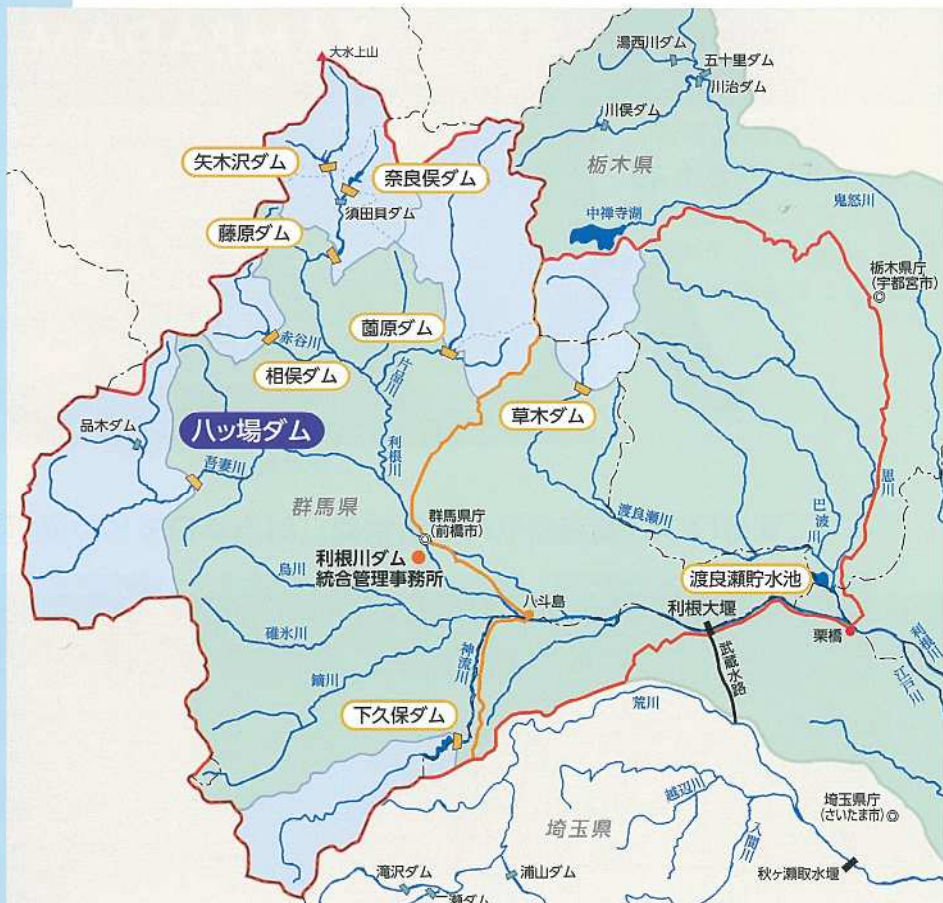 大水上山
湯西川ダム
五十里ダム
川治ダム
川俣ダム
矢木沢ダム
奈良俣ダム
須田貝ダム
栃木県
鬼怒川
中禅寺湖
藤原ダム
栃木県庁
(宇都宮市)
赤谷川
薗原ダム
片品川
相俣ダム
草木ダム
品木ダム
八ッ場ダム
吾妻川
利根川
群馬県
群馬県庁
(前橋市)
渡良瀬川
巴波川
思川
利根川ダム
統合管理事務所
烏川
渡良瀬貯水池
八斗島
利根大堰
栗橋
利根川
江戸川
碓氷川
神流川
武蔵水路
鏑川
下久保ダム
荒川
越辺川
入間川
埼玉県庁
(さいたま市)
埼玉県
滝沢ダム
浦山ダム
二瀬ダム
秋ヶ瀬取水堰